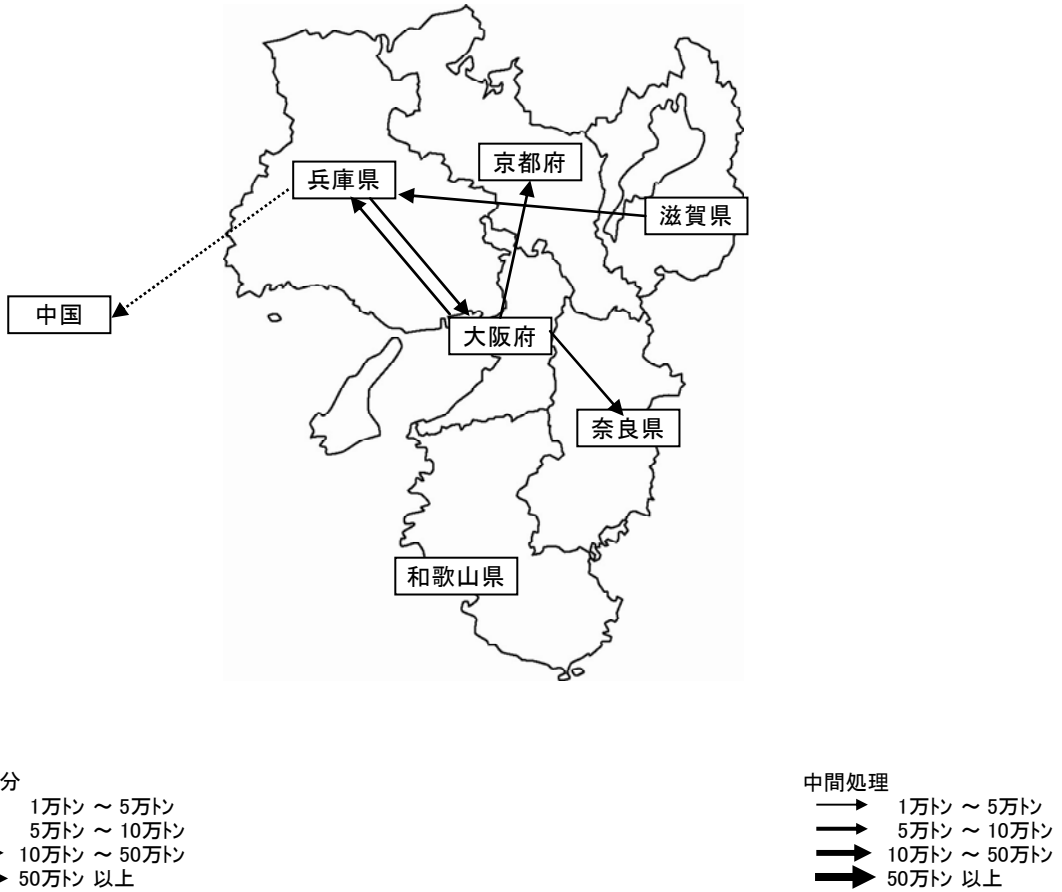 京都府
兵庫県
滋賀県
中国
大阪府
奈良県
和歌山県
分
1万トン ～ 5万トン
5万トン ～ 10万トン
10万トン ～ 50万トン
50万トン 以上
中間処理
1万トン ～ 5万トン
5万トン ～ 10万トン
10万トン ～ 50万トン
50万トン 以上